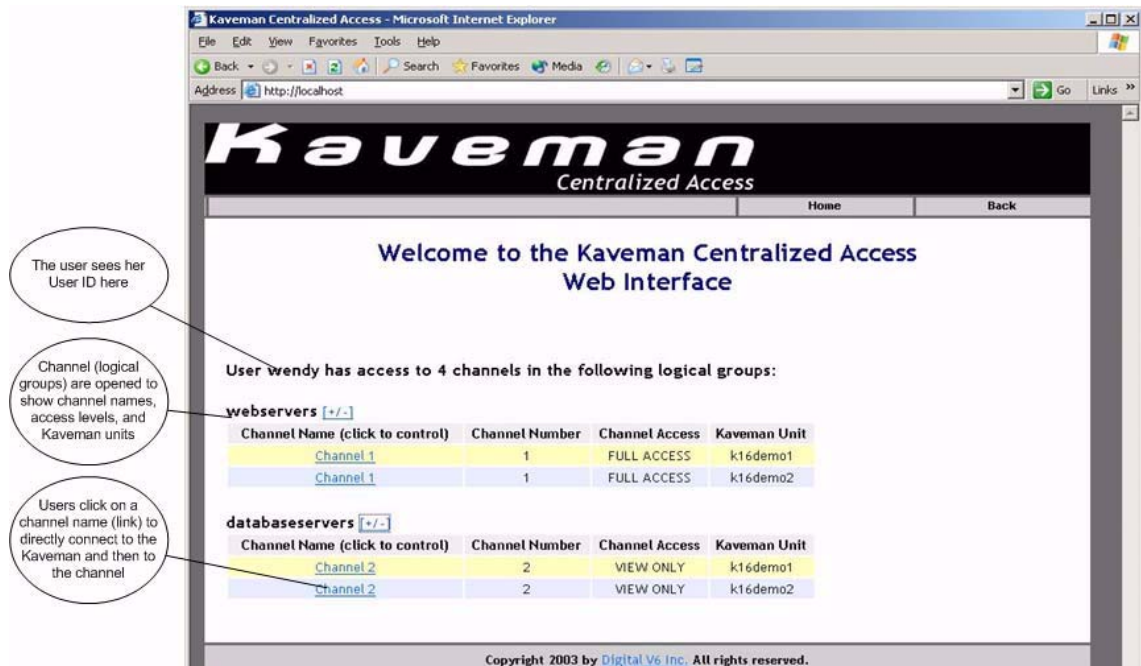 Kaveman Centralized Access - Microsoft Internet Explorer
File Edit View Favorites Tools Help
Back Search Favorites Media
Address http://localhost Go Links »
Kaveman
Centralized Access
Home Back
Welcome to the Kaveman Centralized Access
Web Interface
The user sees her
User ID here
User wendy has access to 4 channels in the following logical groups:
Channel (logical
groups) are opened to
show channel names,
access levels, and
Kaveman units
webservers [+/-]
Channel Name (click to control) Channel Number Channel Access Kaveman Unit
Channel 1 1 FULL ACCESS k16demo1
Channel 1 1 FULL ACCESS k16demo2
Users click on a
channel name (link) to
directly connect to the
Kaveman and then to
the channel
databaseservers [+/-]
Channel Name (click to control) Channel Number Channel Access Kaveman Unit
Channel 2 2 VIEW ONLY k16demo1
Channel 2 2 VIEW ONLY k16demo2
Copyright 2003 by Digital V6 Inc. All rights reserved.